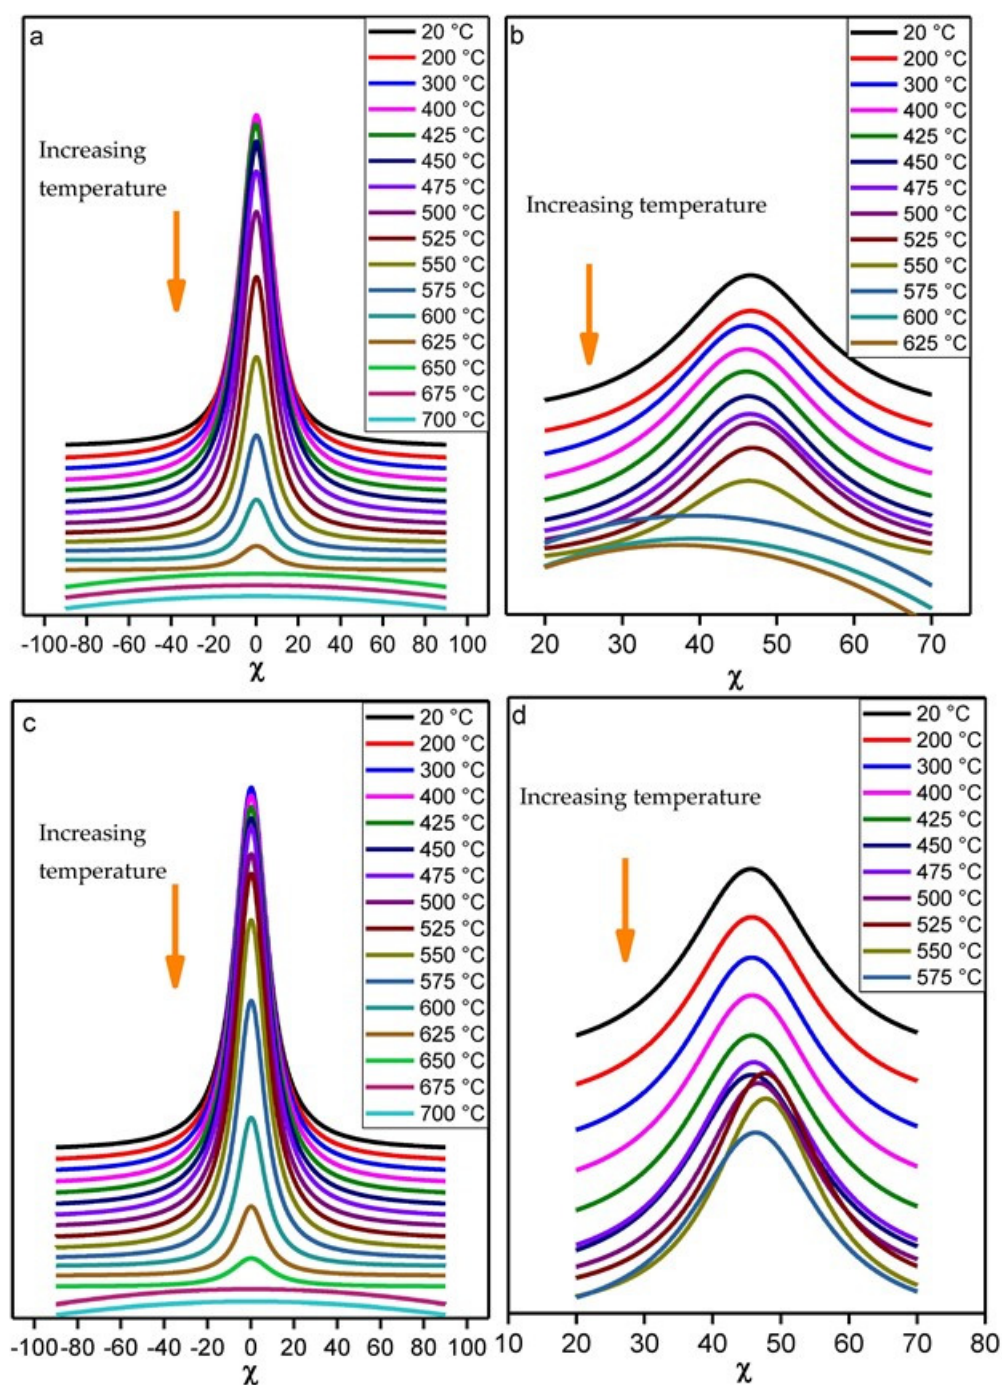 a
20 °C
200 °C
300 °C
400 °C
425 °C
450 °C
475 °C
500 °C
525 °C
550 °C
575 °C
600 °C
625 °C
650 °C
675 °C
700 °C
Increasing
temperature
-100 -80 -60 -40 -20 0 20 40 60 80 100
χ
b
20 °C
200 °C
300 °C
400 °C
425 °C
450 °C
475 °C
500 °C
525 °C
550 °C
575 °C
600 °C
625 °C
Increasing temperature
20 30 40 50 60 70
χ
c
20 °C
200 °C
300 °C
400 °C
425 °C
450 °C
475 °C
500 °C
525 °C
550 °C
575 °C
600 °C
625 °C
650 °C
675 °C
700 °C
Increasing
temperature
-100 -80 -60 -40 -20 0 20 40 60 80 100
χ
d
20 °C
200 °C
300 °C
400 °C
425 °C
450 °C
475 °C
500 °C
525 °C
550 °C
575 °C
Increasing temperature
10 20 30 40 50 60 70 80
χ